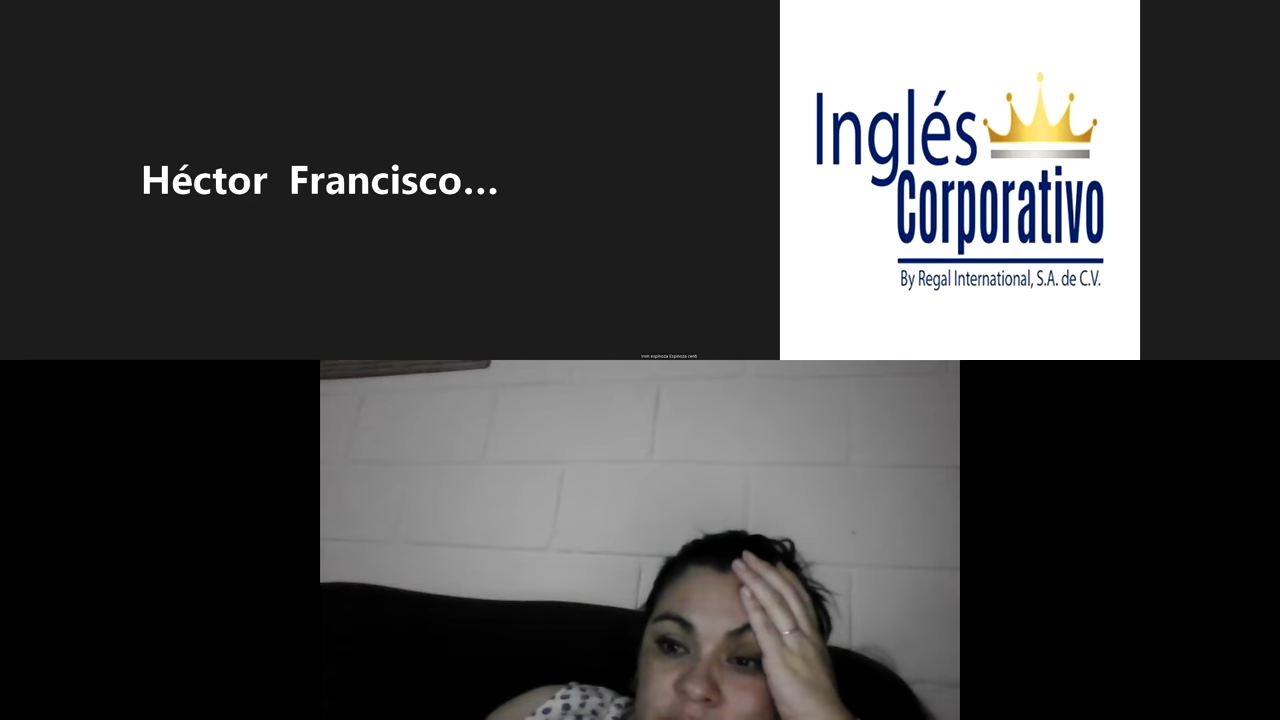 Héctor Francisco...
Inglés
Corporativo
By Regal International, S.A. de C.V.